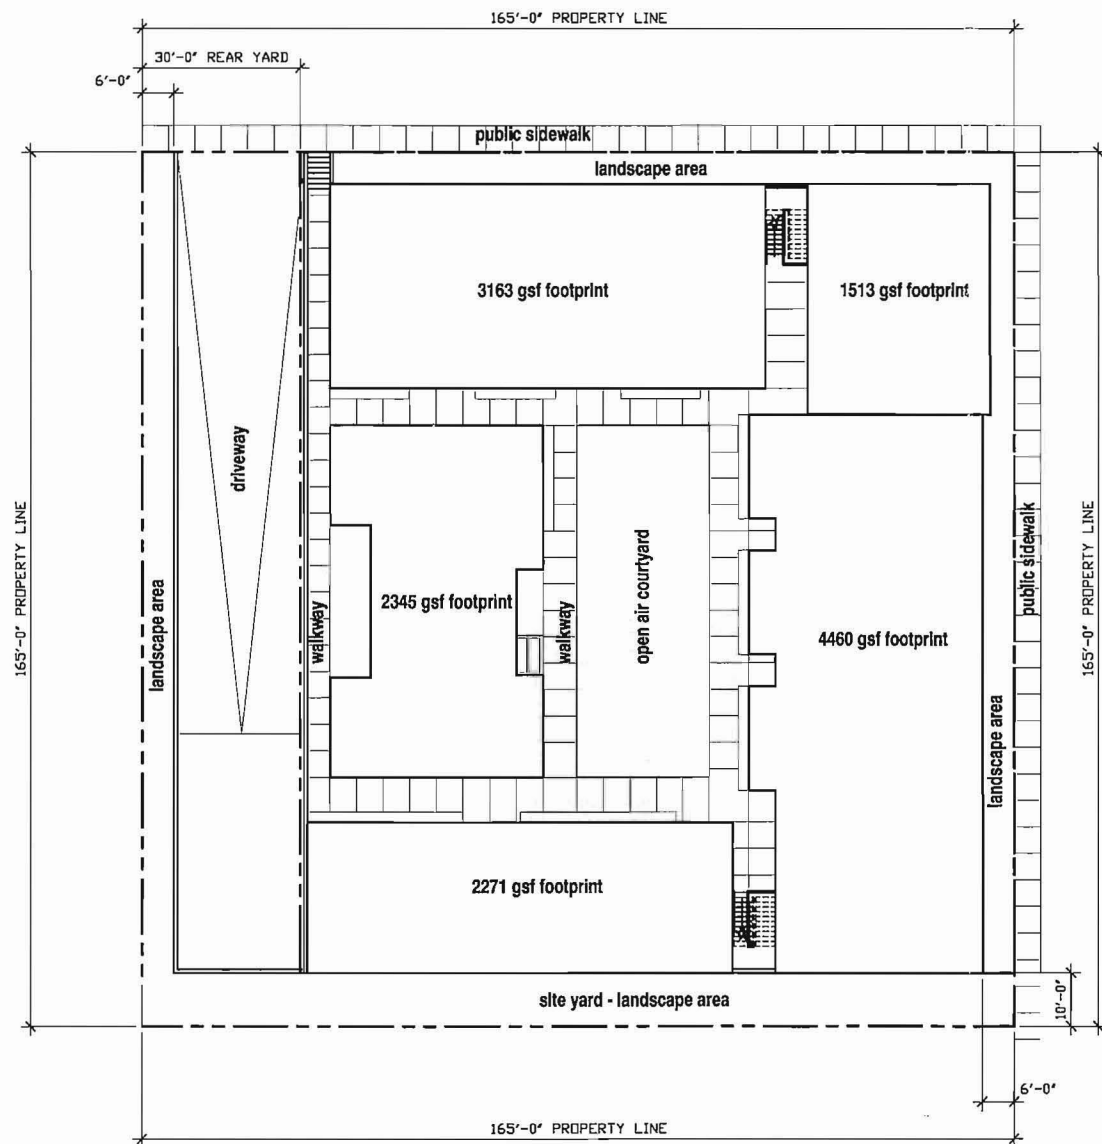 165'-0" PROPERTY LINE
30'-0" REAR YARD
6'-0"
public sidewalk
landscape area
3163 gsf footprint
1513 gsf footprint
driveway
165'-0" PROPERTY LINE
landscape area
walkway
2345 gsf footprint
walkway
open air courtyard
4460 gsf footprint
public sidewalk
165'-0" PROPERTY LINE
landscape area
2271 gsf footprint
site yard - landscape area
10'-0"
6'-0"
165'-0" PROPERTY LINE